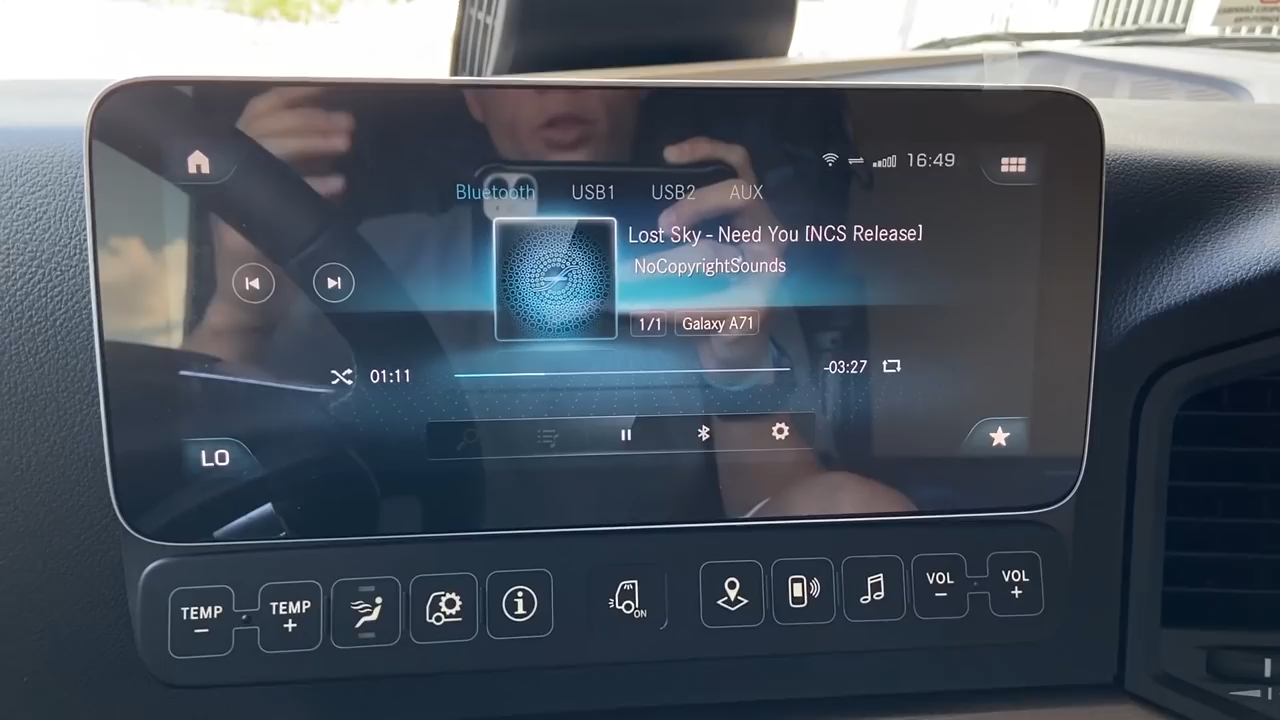 16:49
Bluetooth USB1 USB2 AUX
Lost Sky - Need You [NCS Release]
NoCopyrightSounds
1/1 Galaxy A71
01:11 -03:27
LO
TEMP - TEMP + ON VOL - VOL +